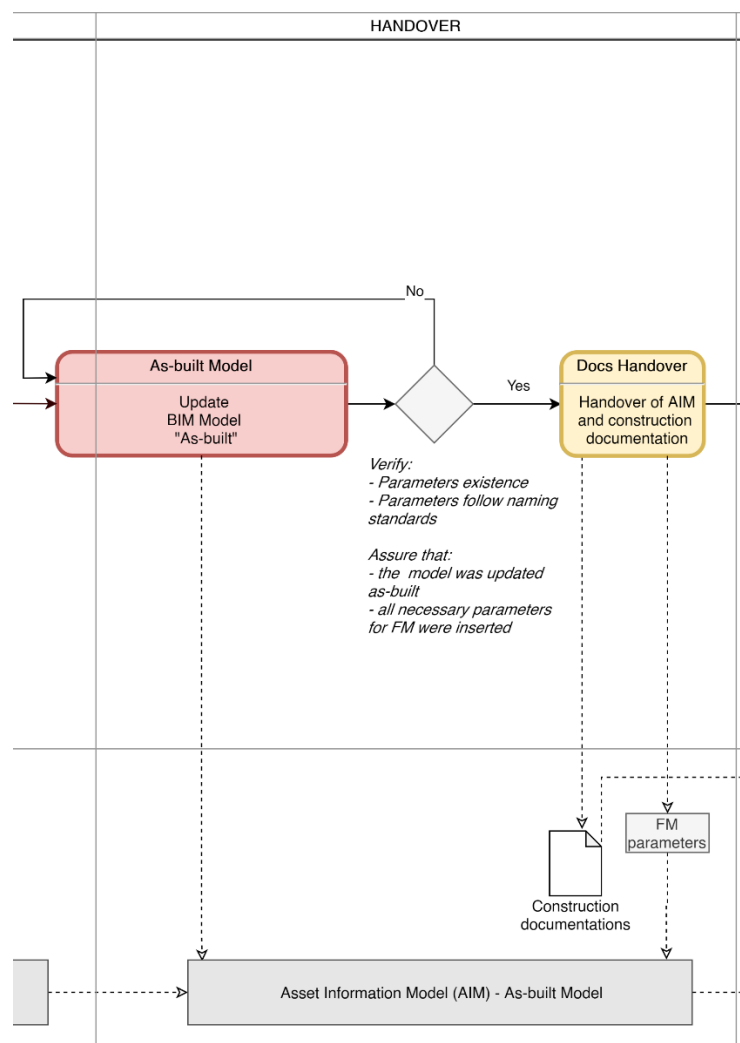 HANDOVER
No
As-built Model
Update
BIM Model
"As-built"
Yes
Docs Handover
Handover of AIM
and construction
documentation
Verify:
- Parameters existence
- Parameters follow naming
standards
Assure that:
- the  model was updated
as-built
- all necessary parameters
for FM were inserted
FM
parameters
Construction
documentations
Asset Information Model (AIM) - As-built Model